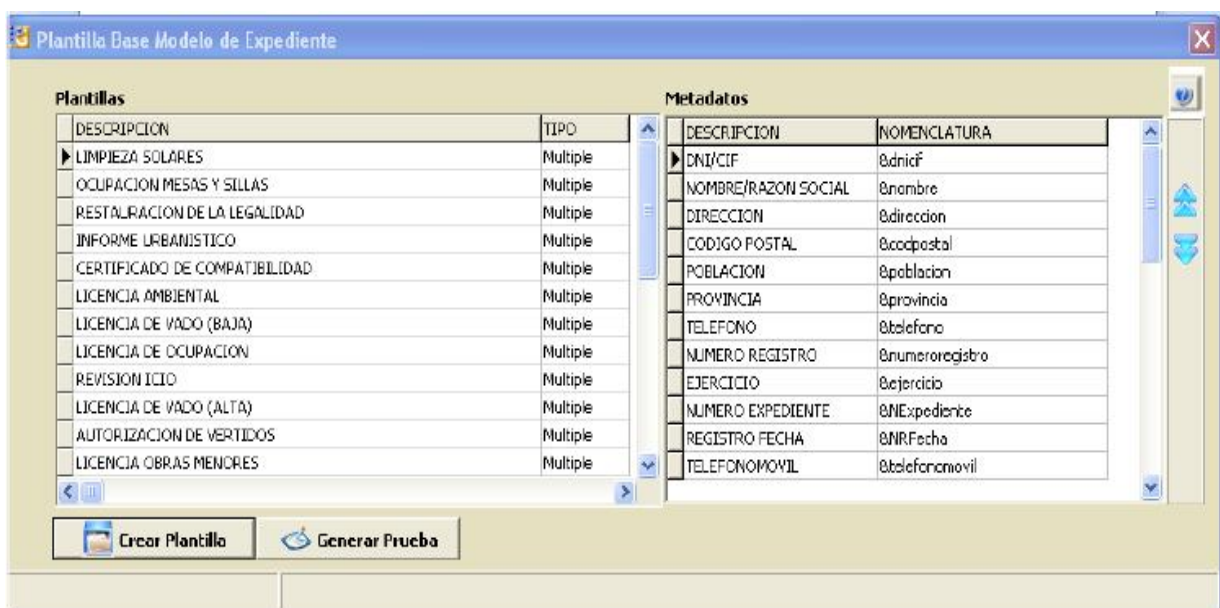 Plantilla Base Modelo de Expediente
Plantillas
DESCRIPCION TIPO
LIMPIEZA SOLARES Multiple
OCUPACION MESAS Y SILLAS Multiple
RESTAURACION DE LA LEGALIDAD Multiple
INFORME URBANISTICO Multiple
CERTIFICADO DE COMPATIBILIDAD Multiple
LICENCIA AMBIENTAL Multiple
LICENCIA DE VADO (BAJA) Multiple
LICENCIA DE OCUPACION Multiple
REVISION ICIO Multiple
LICENCIA DE VADO (ALTA) Multiple
AUTORIZACION DE VERTIDOS Multiple
LICENCIA OBRAS MENORES Multiple
Metadatos
DESCRIPCION NOMENCLATURA
DNI/CIF &dnicif
NOMBRE/RAZON SOCIAL &nombre
DIRECCION &direccion
CODIGO POSTAL &codpostal
POBLACION &poblacion
PROVINCIA &provincia
TELEFONO &telefono
NUMERO REGISTRO &numeroregistro
EJERCICIO &ejercicio
NUMERO EXPEDIENTE &NExpediente
REGISTRO FECHA &NRFecha
TELEFONOMOVIL &telefonomovil
Crear Plantilla
Generar Prueba